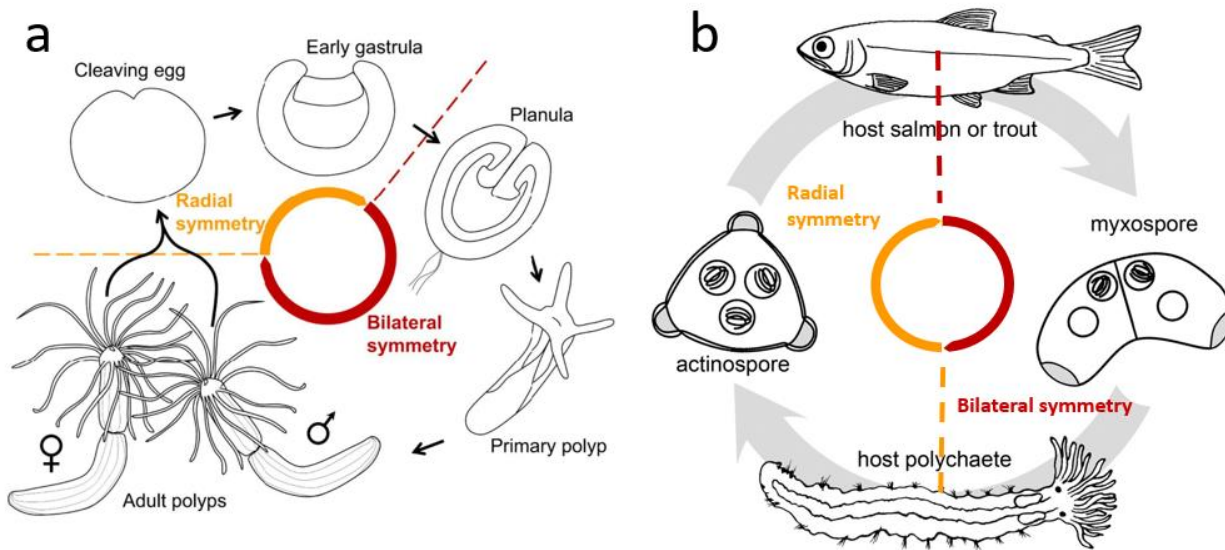 a
Cleaving egg
Early gastrula
Planula
Radial
symmetry
Bilateral
symmetry
Primary polyp
♀
♂
Adult polyps
b
host salmon or trout
Radial
symmetry
myxospore
actinospore
Bilateral symmetry
host polychaete